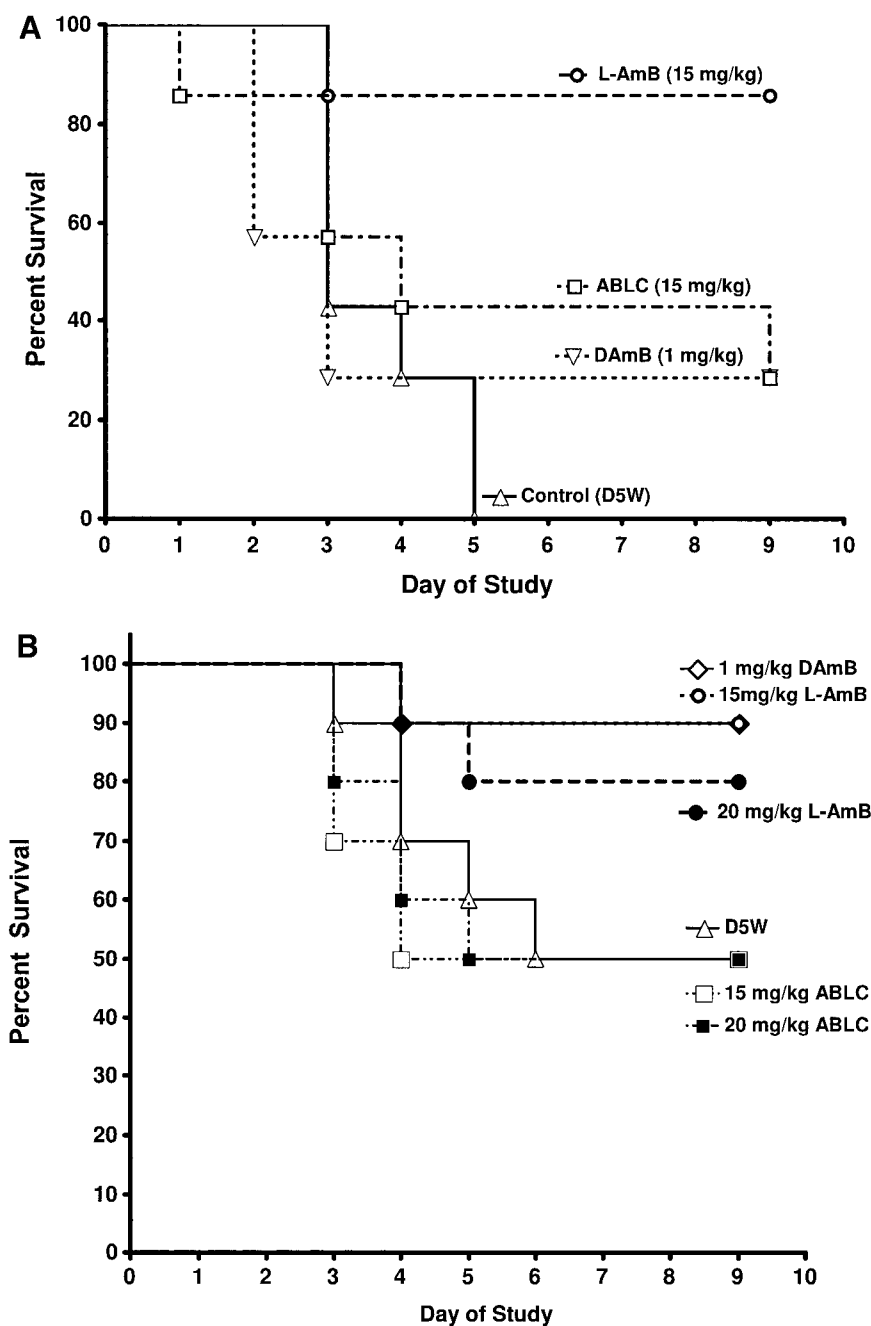 A
100
80
60
40
20
0
Percent Survival
L-AmB (15 mg/kg)
ABLC (15 mg/kg)
DAmB (1 mg/kg)
Control (D5W)
0 1 2 3 4 5 6 7 8 9 10
Day of Study
B
100
90
80
70
60
50
40
30
20
10
0
Percent Survival
1 mg/kg DAmB
15mg/kg L-AmB
20 mg/kg L-AmB
D5W
15 mg/kg ABLC
20 mg/kg ABLC
0 1 2 3 4 5 6 7 8 9 10
Day of Study